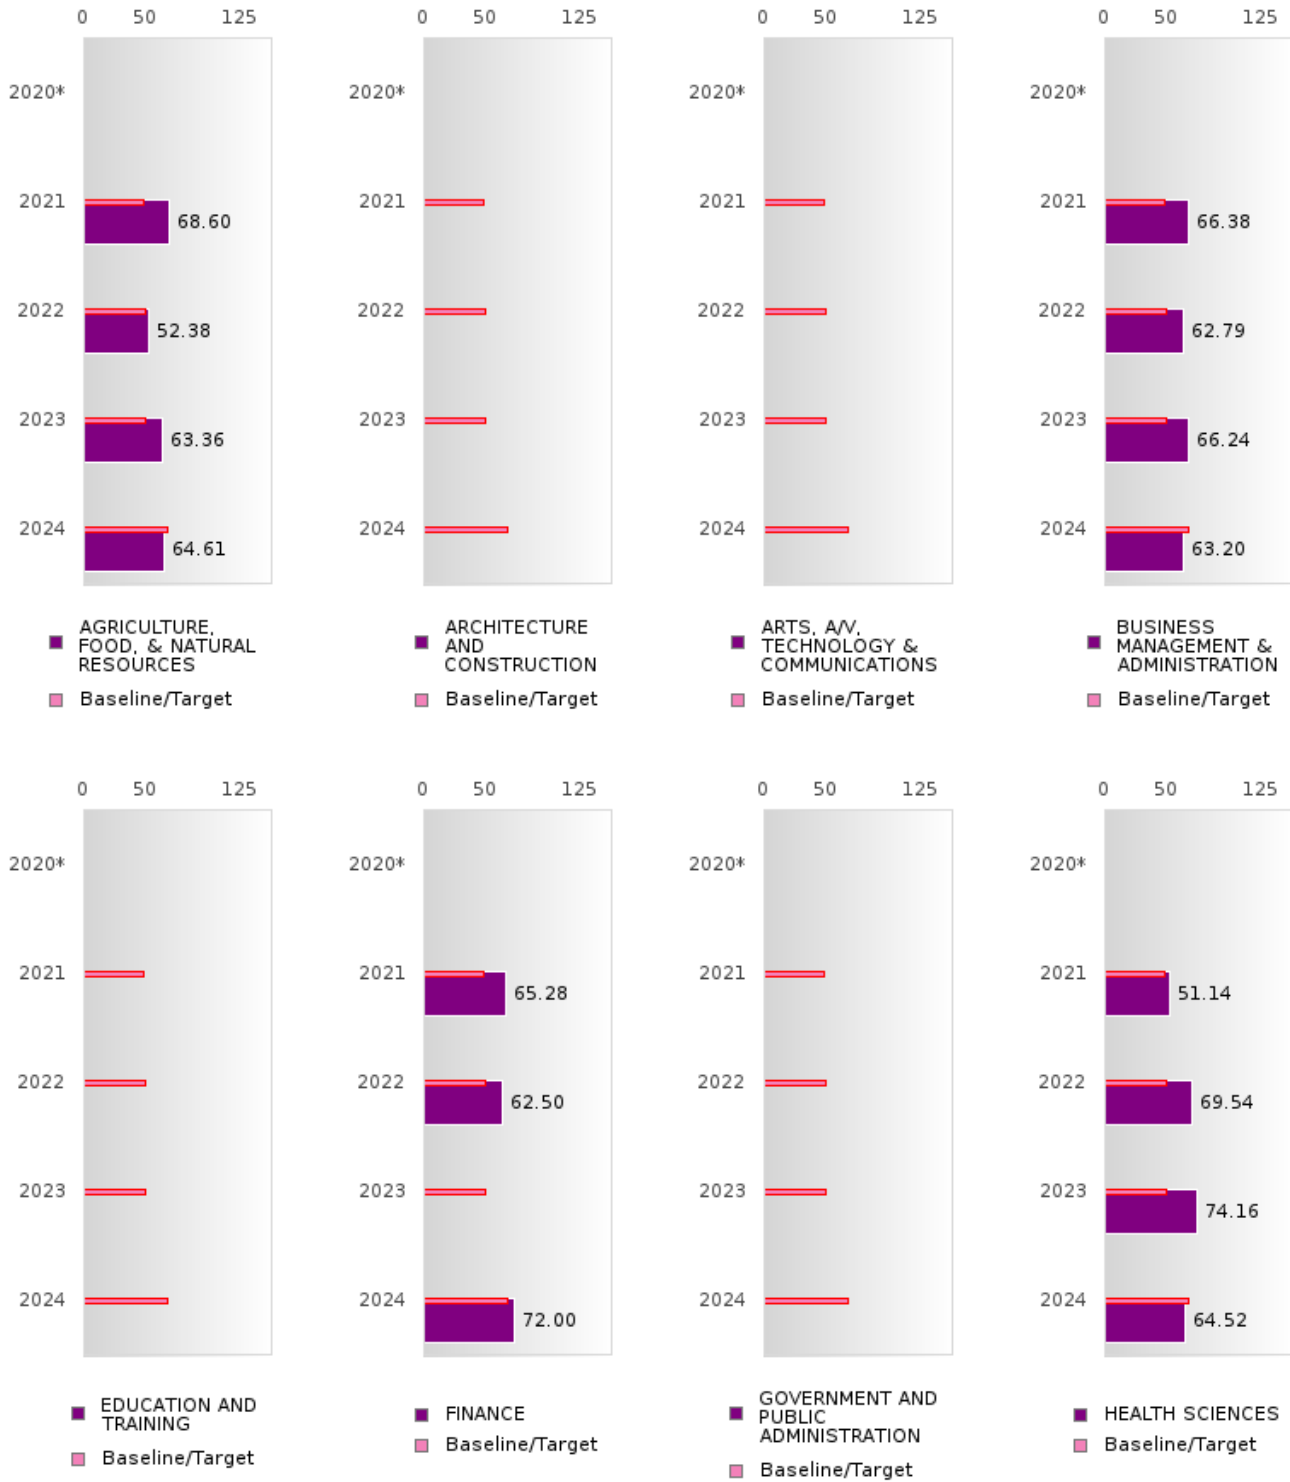 0 50 125
2020*
2021
68.60
2022
52.38
2023
63.36
2024
64.61
AGRICULTURE,
FOOD, & NATURAL
RESOURCES
Baseline/Target
0 50 125
2020*
2021
2022
2023
2024
ARCHITECTURE
AND
CONSTRUCTION
Baseline/Target
0 50 125
2020*
2021
2022
2023
2024
ARTS, A/V,
TECHNOLOGY &
COMMUNICATIONS
Baseline/Target
0 50 125
2020*
2021
66.38
2022
62.79
2023
66.24
2024
63.20
BUSINESS
MANAGEMENT &
ADMINISTRATION
Baseline/Target
0 50 125
2020*
2021
2022
2023
2024
EDUCATION AND
TRAINING
Baseline/Target
0 50 125
2020*
2021
65.28
2022
62.50
2023
2024
72.00
FINANCE
Baseline/Target
0 50 125
2020*
2021
2022
2023
2024
GOVERNMENT AND
PUBLIC
ADMINISTRATION
Baseline/Target
0 50 125
2020*
2021
51.14
2022
69.54
2023
74.16
2024
64.52
HEALTH SCIENCES
Baseline/Target